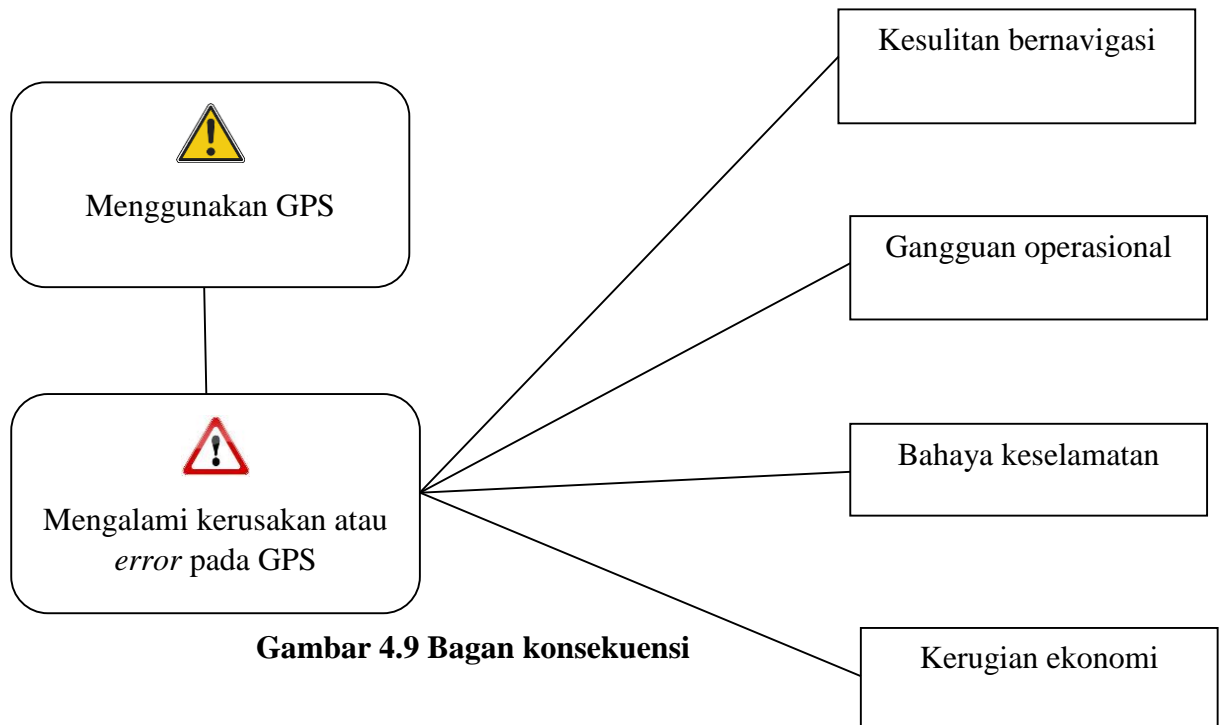 Kesulitan bernavigasi
Menggunakan GPS
Gangguan operasional
Bahaya keselamatan
Mengalami kerusakan atau
error pada GPS
Gambar 4.9 Bagan konsekuensi
Kerugian ekonomi